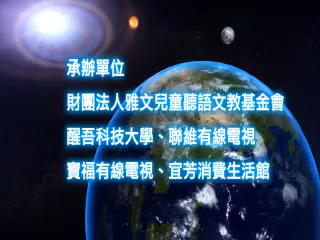 承辦單位
財團法人雅文兒童聽語文教基金會
醒吾科技大學、聯維有線電視
寶福有線電視、宜芳消費生活館